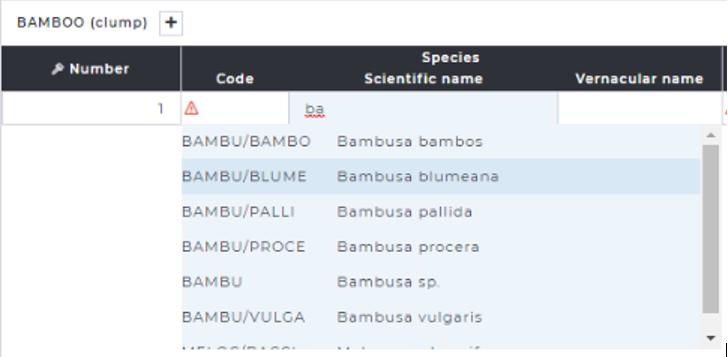 BAMBOO (clump) +
Species
Number Code Scientific name Vernacular name
1 ba
BAMBU/BAMBO Bambusa bambos
BAMBU/BLUME Bambusa blumeana
BAMBU/PALLI Bambusa pallida
BAMBU/PROCE Bambusa procera
BAMBU Bambusa sp.
BAMBU/VULGA Bambusa vulgaris